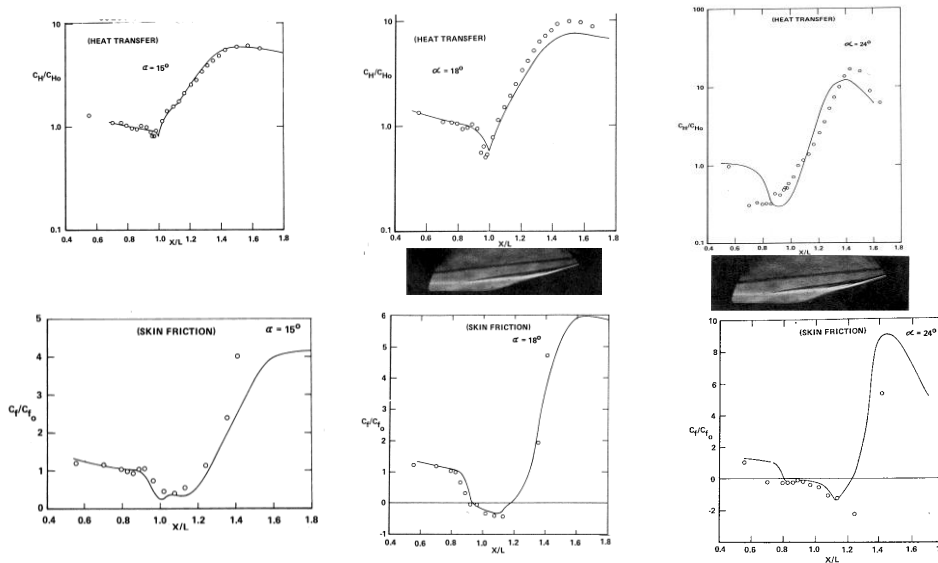 10
(HEAT TRANSFER)
α = 15°
C_H/C_Ho
1.0
0.1
0.4 0.6 0.8 1.0 1.2 1.4 1.6 1.8
X/L
10
(HEAT TRANSFER)
α = 18°
C_H/C_Ho
1.0
0.1
0.4 0.6 0.8 1.0 1.2 1.4 1.6 1.8
X/L
100
(HEAT TRANSFER)
α = 24°
10
C_H/C_Ho
1.0
0.1
0.4 0.6 0.8 1.0 1.2 1.4 1.6 1.8
X/L
5
(SKIN FRICTION)
α = 15°
4
3
C_f/C_fo
2
1
0
0.4 0.6 0.8 1.0 1.2 1.4 1.6 1.8
X/L
6
(SKIN FRICTION)
α = 18°
5
4
3
C_f/C_fo
2
1
0
-1
0.4 0.6 0.8 1.0 1.2 1.4 1.6 1.8
X/L
10
(SKIN FRICTION)
α = 24°
8
6
4
C_f/C_fo
2
0
-2
0.4 0.6 0.8 1.0 1.2 1.4 1.6
X/L